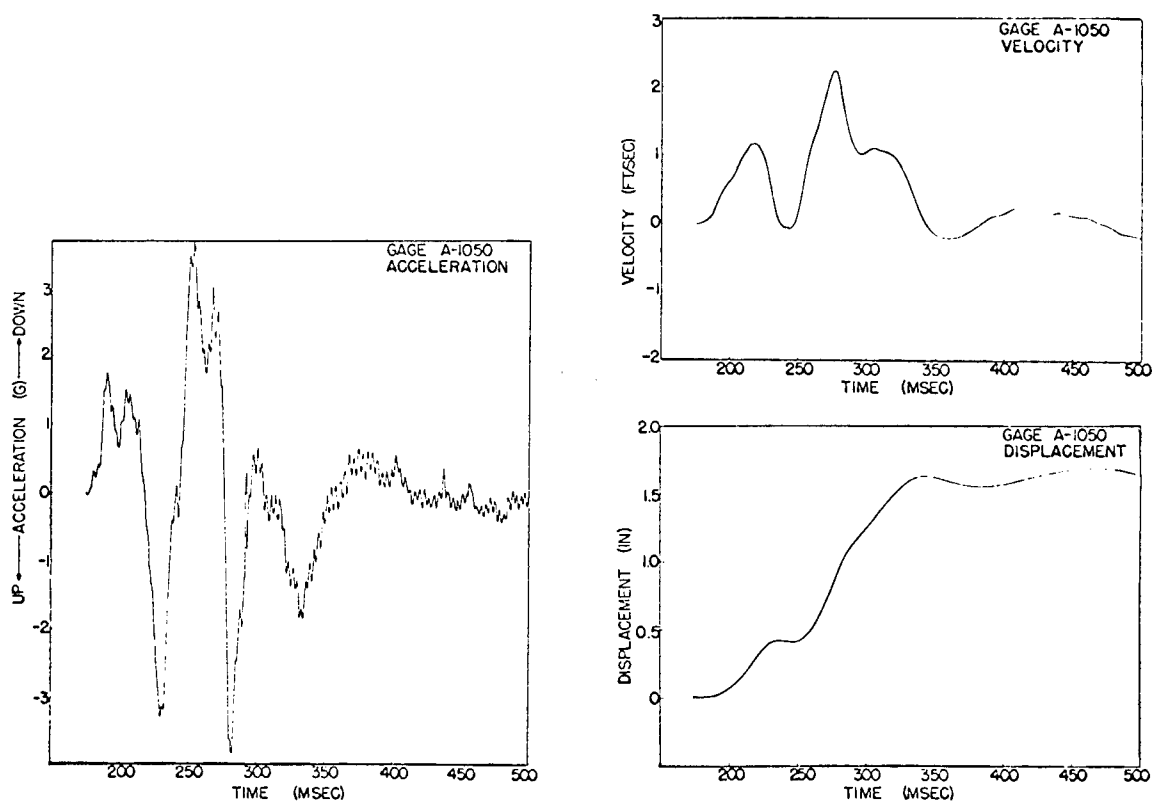 GAGE A-1050
ACCELERATION
UP ACCELERATION (G) DOWN
3
2
1
0
-1
-2
-3
200 250 300 350 400 450 500
TIME (MSEC)
GAGE A-1050
VELOCITY
VELOCITY (FT/SEC)
3
2
1
0
-1
-2
200 250 300 350 400 450 500
TIME (MSEC)
GAGE A-1050
DISPLACEMENT
DISPLACEMENT (IN)
2.0
1.5
1.0
0.5
0
200 250 300 350 400 450 500
TIME (MSEC)